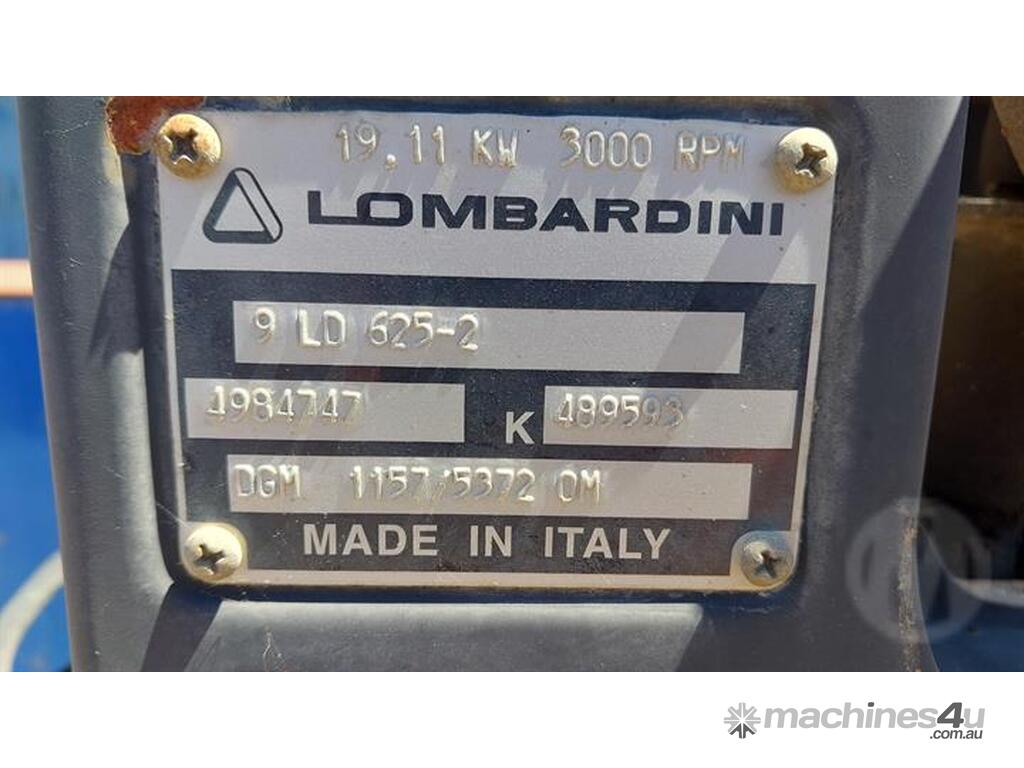 19,11 KW 3000 RPM
LOMBARDINI
9 LD 625-2
4984747 K 489593
DGM 1157/5372 OM
MADE IN ITALY
machines4u
.com.au